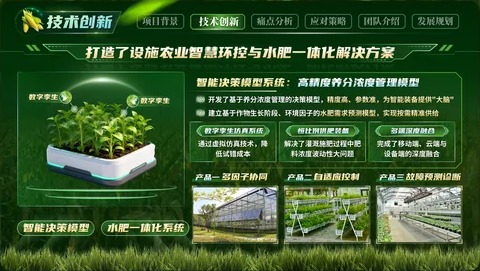 技术创新
项目背景
技术创新
痛点分析
应对策略
团队介绍
发展规划
打造了设施农业智慧环控与水肥一体化解决方案
数字孪生
数字孪生
智能决策模型系统
水肥一体化系统
智能决策模型系统：高精度养分浓度管理模型
开发了基于养分浓度管理的决策模型，精度高、参数准，为智能装备提供“大脑”
建立基于作物生长阶段、环境因子的水肥需求预测模型，实现按需精准供给
数字孪生仿真系统
通过虚拟仿真技术，降
低试错成本
恒比例供肥装备
解决了灌溉施肥过程中肥
料浓度波动性大问题
多端深度融合
完成了移动端、云端与
设备端的深度融合
产品一 多因子协同
产品二 自适应控制
产品三 故障预测诊断